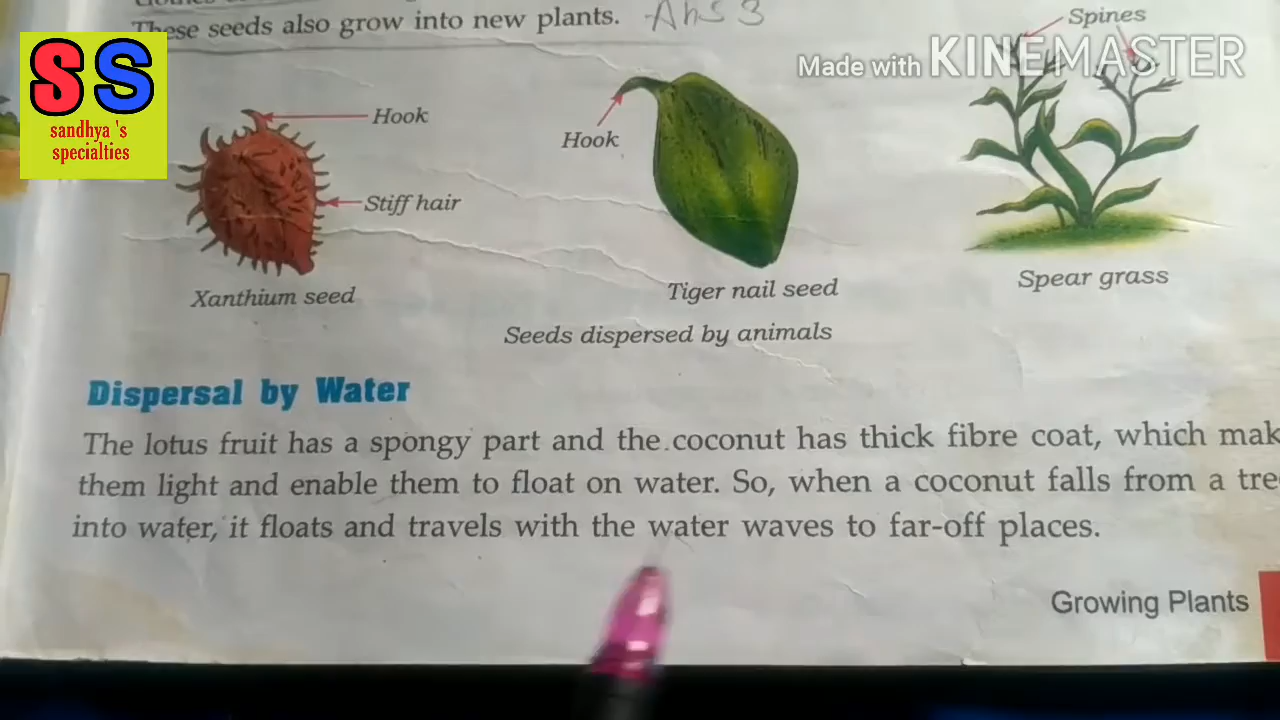 These seeds also grow into new plants. Ans 3
SS
sandhya 's
specialties
Made with KINEMASTER
Spines
Hook
Hook
Stiff hair
Xanthium seed
Tiger nail seed
Spear grass
Seeds dispersed by animals
Dispersal by Water
The lotus fruit has a spongy part and the coconut has thick fibre coat, which mak
them light and enable them to float on water. So, when a coconut falls from a tre
into water, it floats and travels with the water waves to far-off places.
Growing Plants